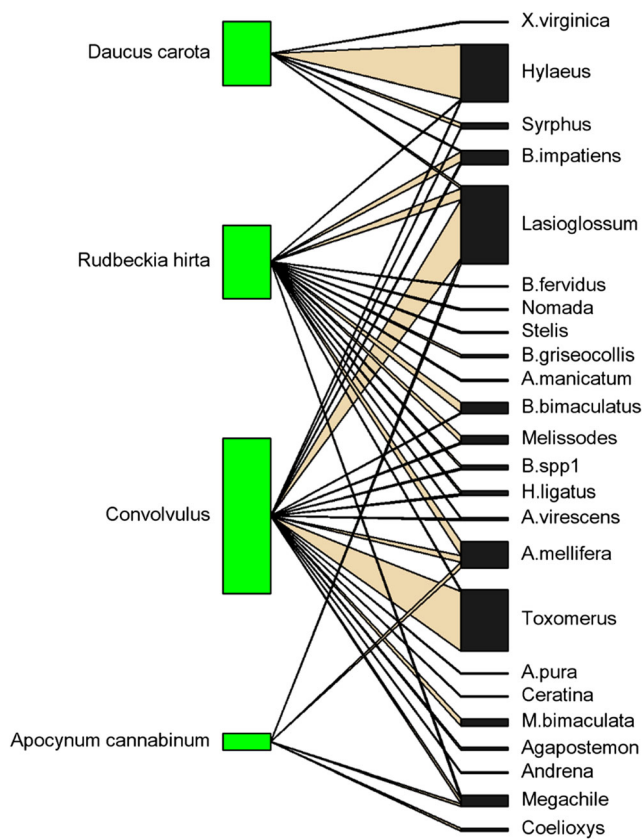 Daucus carota
Rudbeckia hirta
Convolvulus
Apocynum cannabinum
X.virginica
Hylaeus
Syrphus
B.impatiens
Lasioglossum
B.fervidus
Nomada
Stelis
B.griseocollis
A.manicatum
B.bimaculatus
Melissodes
B.spp1
H.ligatus
A.virescens
A.mellifera
Toxomerus
A.pura
Ceratina
M.bimaculata
Agapostemon
Andrena
Megachile
Coelioxys